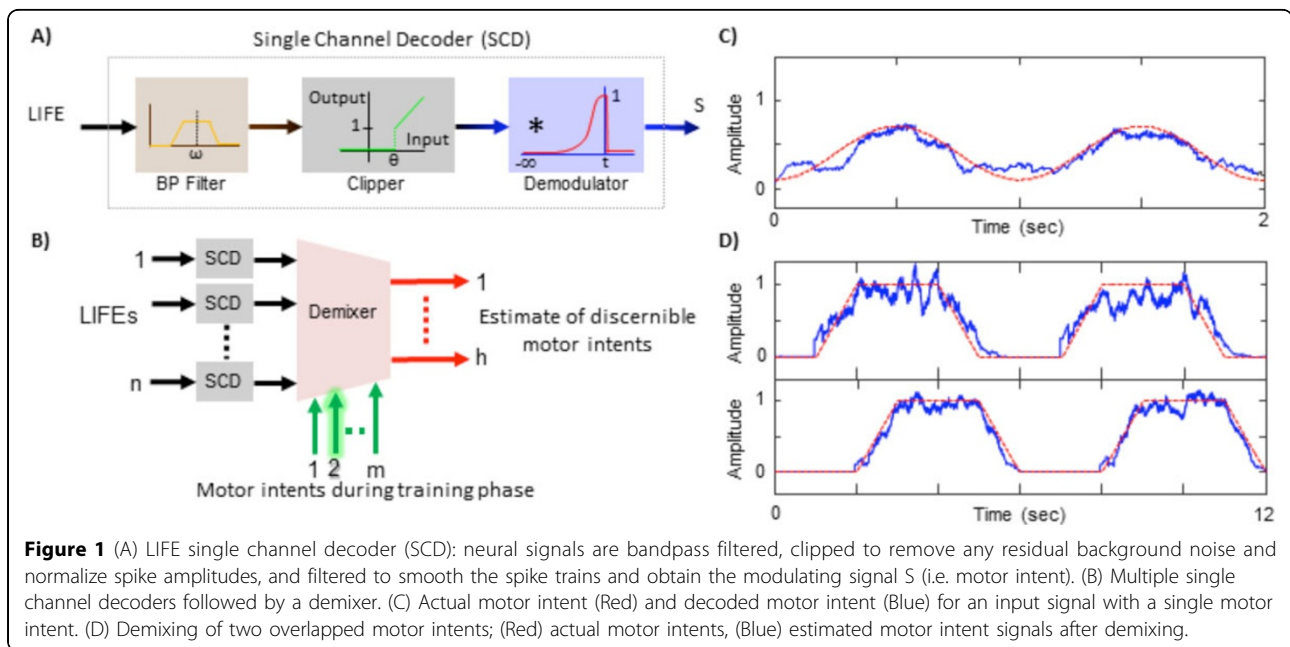 A)
Single Channel Decoder (SCD)
LIFE
ω
BP Filter
Output
1
Input
θ
Clipper
*
1
-∞
t
Demodulator
S
B)
1
SCD
SCD
LIFEs
n
SCD
Demixer
1
Estimate of discernible
motor intents
h
1
2
m
Motor intents during training phase
C)
Amplitude
1
0
0
Time (sec)
2
D)
Amplitude
1
0
Amplitude
1
0
0
Time (sec)
12
Figure 1 (A) LIFE single channel decoder (SCD): neural signals are bandpass filtered, clipped to remove any residual background noise and
normalize spike amplitudes, and filtered to smooth the spike trains and obtain the modulating signal S (i.e. motor intent). (B) Multiple single
channel decoders followed by a demixer. (C) Actual motor intent (Red) and decoded motor intent (Blue) for an input signal with a single motor
intent. (D) Demixing of two overlapped motor intents; (Red) actual motor intents, (Blue) estimated motor intent signals after demixing.